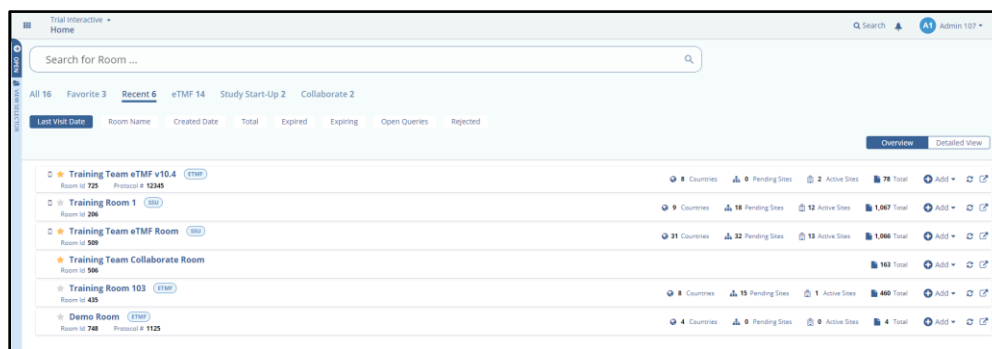 Trial Interactive
Home
Search
A1
Admin 107
OPEN
VIEW SELECTOR
Search for Room ...
All 16 Favorite 3 Recent 6 eTMF 14 Study Start-Up 2 Collaborate 2
Last Visit Date Room Name Created Date Total Expired Expiring Open Queries Rejected
Overview Detailed View
Training Team eTMF v10.4 ETMF
Room Id 725 Protocol # 12345
8 Countries 0 Pending Sites 2 Active Sites 78 Total Add
Training Room 1 SSU
Room Id 206
9 Countries 18 Pending Sites 12 Active Sites 1,067 Total Add
Training Team eTMF Room SSU
Room Id 509
31 Countries 32 Pending Sites 13 Active Sites 1,066 Total Add
Training Team Collaborate Room
Room Id 506
163 Total Add
Training Room 103 ETMF
Room Id 435
8 Countries 15 Pending Sites 1 Active Sites 460 Total Add
Demo Room ETMF
Room Id 748 Protocol # 1125
4 Countries 0 Pending Sites 0 Active Sites 4 Total Add